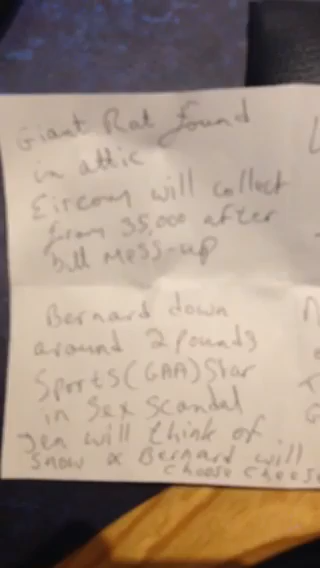 Giant Rat found
in attic
Eircom will collect
from 35,000 after
bill mess-up
Bernard down
around 2 pounds
Sports (GAA) Star
in Sex Scandal
Jen will think of
snow & Bernard will
choose cheese